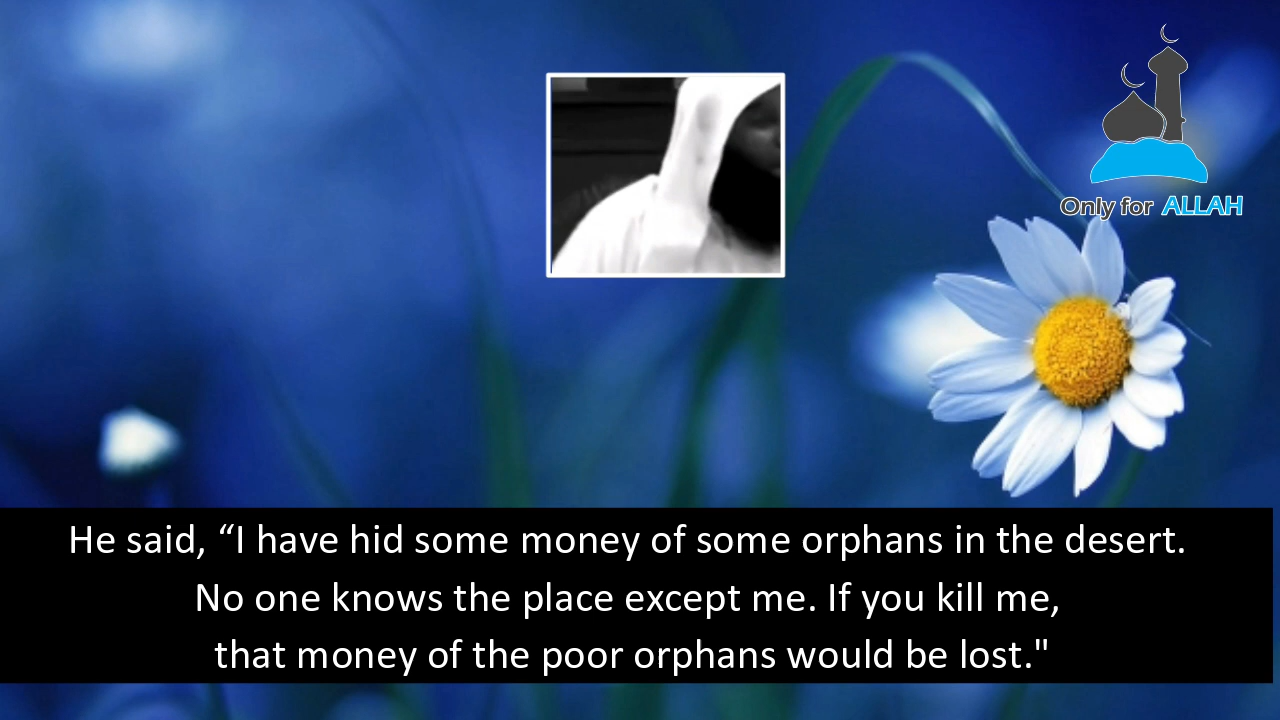 Only for ALLAH
He said, “I have hid some money of some orphans in the desert.
No one knows the place except me. If you kill me,
that money of the poor orphans would be lost."